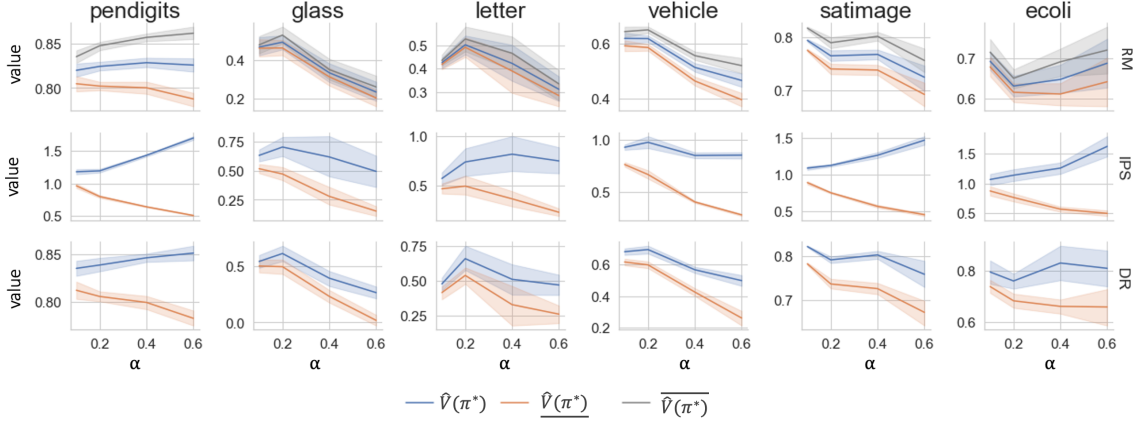 pendigits glass letter vehicle satimage ecoli
value 0.85 0.80 0.4 0.2 0.5 0.4 0.3 0.6 0.4 0.8 0.7 0.7 0.6 RM
value 1.5 1.0 0.5 0.75 0.50 0.25 1.0 0.5 1.0 0.5 1.5 1.0 0.5 1.5 1.0 0.5 IPS
value 0.85 0.80 0.5 0.0 0.75 0.50 0.25 0.6 0.4 0.2 0.8 0.7 0.8 0.6 DR
0.2 0.4 0.6 0.2 0.4 0.6 0.2 0.4 0.6 0.2 0.4 0.6 0.2 0.4 0.6 0.2 0.4 0.6
α α α α α α
V̂(π*) V̂(π*) V̂(π*)